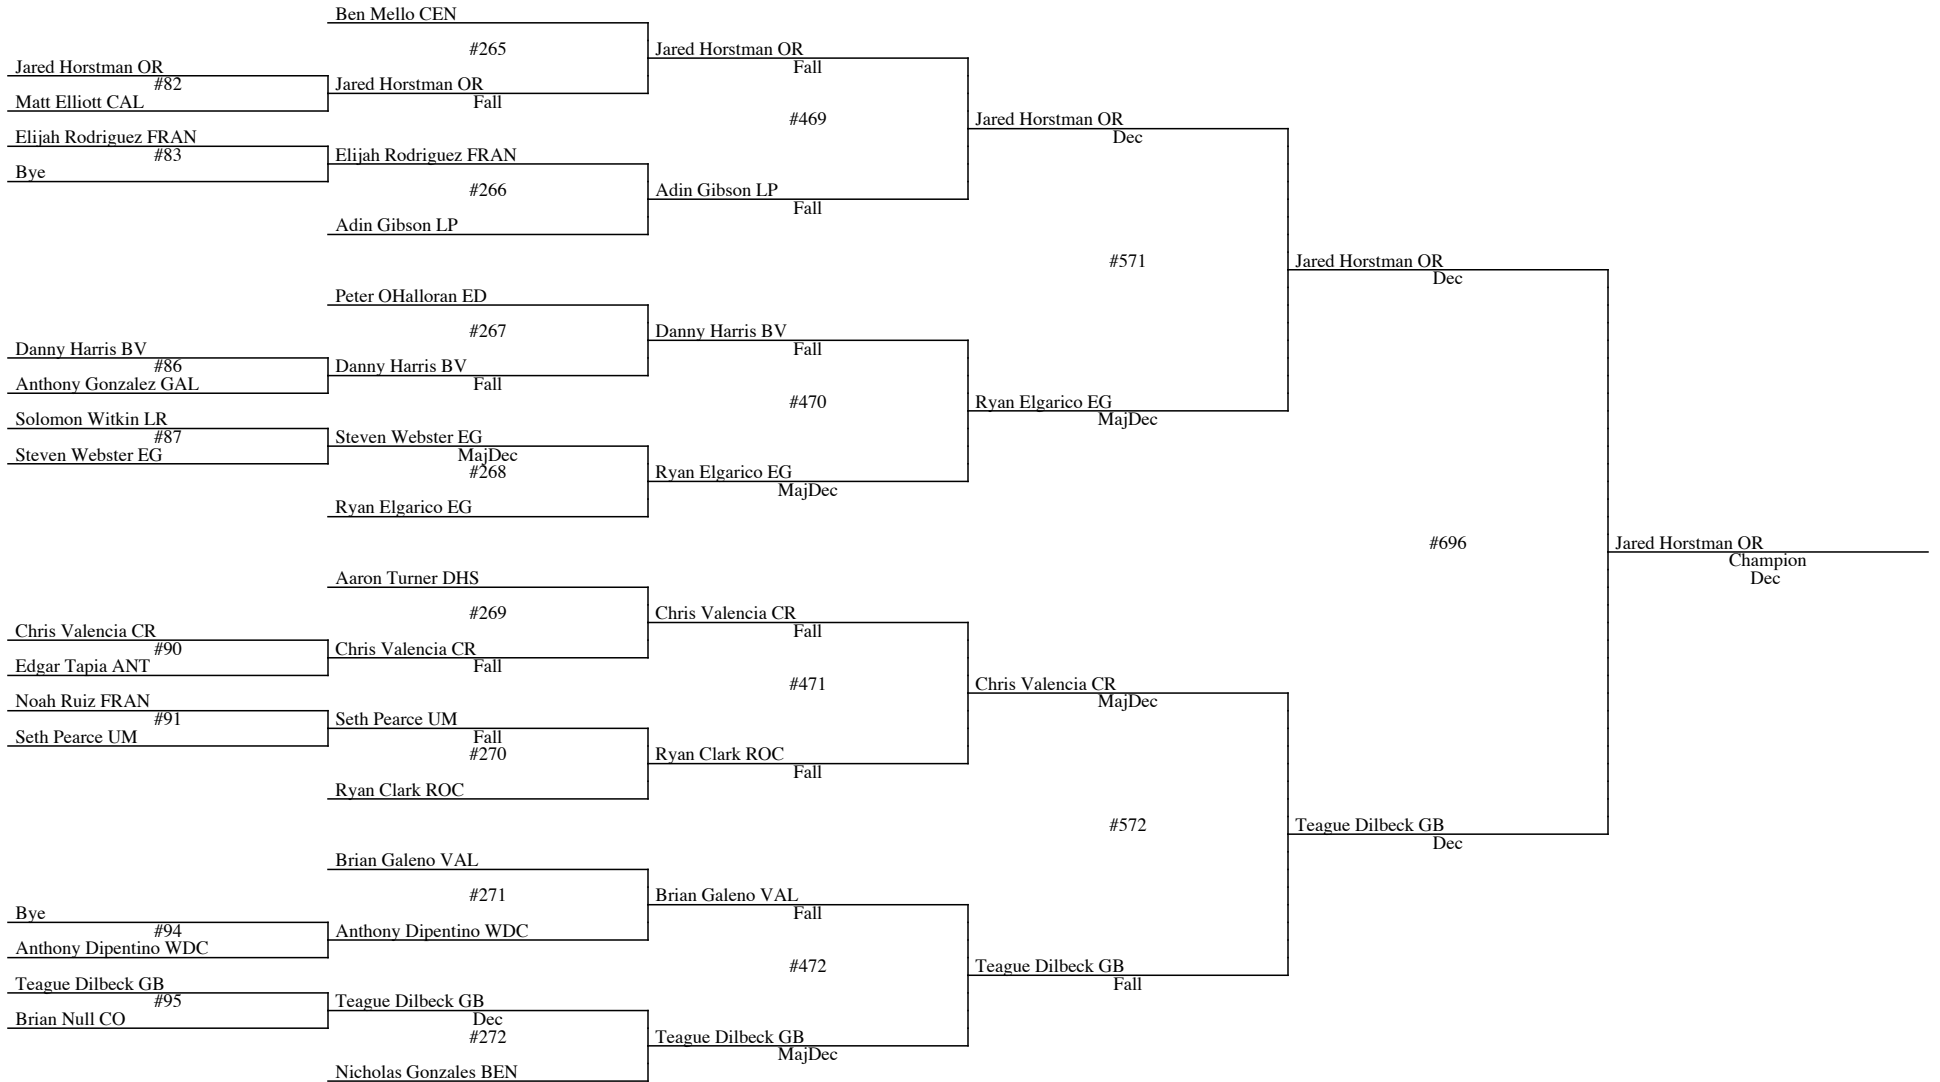 Ben Mello CEN
#265
Jared Horstman OR
Fall
Jared Horstman OR
#82
Jared Horstman OR
Fall
Matt Elliott CAL
#469
Jared Horstman OR
Dec
Elijah Rodriguez FRAN
#83
Elijah Rodriguez FRAN
Bye
#266
Adin Gibson LP
Fall
Adin Gibson LP
#571
Jared Horstman OR
Dec
Peter OHalloran ED
#267
Danny Harris BV
Fall
Danny Harris BV
#86
Danny Harris BV
Fall
Anthony Gonzalez GAL
#470
Ryan Elgarico EG
MajDec
Solomon Witkin LR
#87
Steven Webster EG
MajDec
Steven Webster EG
#268
Ryan Elgarico EG
MajDec
Ryan Elgarico EG
#696
Jared Horstman OR
Champion
Dec
Aaron Turner DHS
#269
Chris Valencia CR
Fall
Chris Valencia CR
#90
Chris Valencia CR
Fall
Edgar Tapia ANT
#471
Chris Valencia CR
MajDec
Noah Ruiz FRAN
#91
Seth Pearce UM
Fall
Seth Pearce UM
#270
Ryan Clark ROC
Fall
Ryan Clark ROC
#572
Teague Dilbeck GB
Dec
Brian Galeno VAL
#271
Brian Galeno VAL
Fall
Bye
#94
Anthony Dipentino WDC
Anthony Dipentino WDC
#472
Teague Dilbeck GB
Fall
Teague Dilbeck GB
#95
Teague Dilbeck GB
Dec
Brian Null CO
#272
Teague Dilbeck GB
MajDec
Nicholas Gonzales BEN